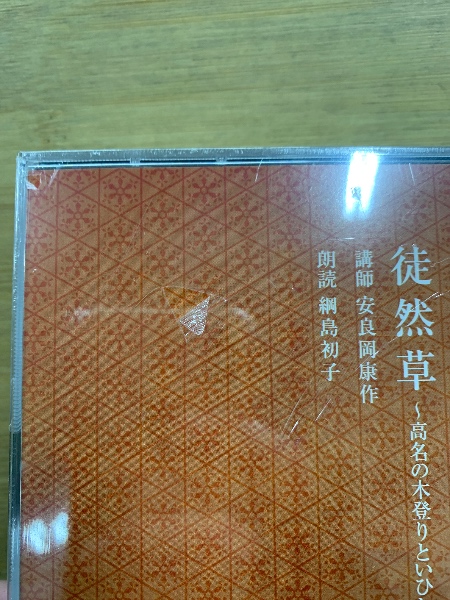 徒然草
～高名の木登りといひ
講師 安良岡康作
朗読 綱島初子